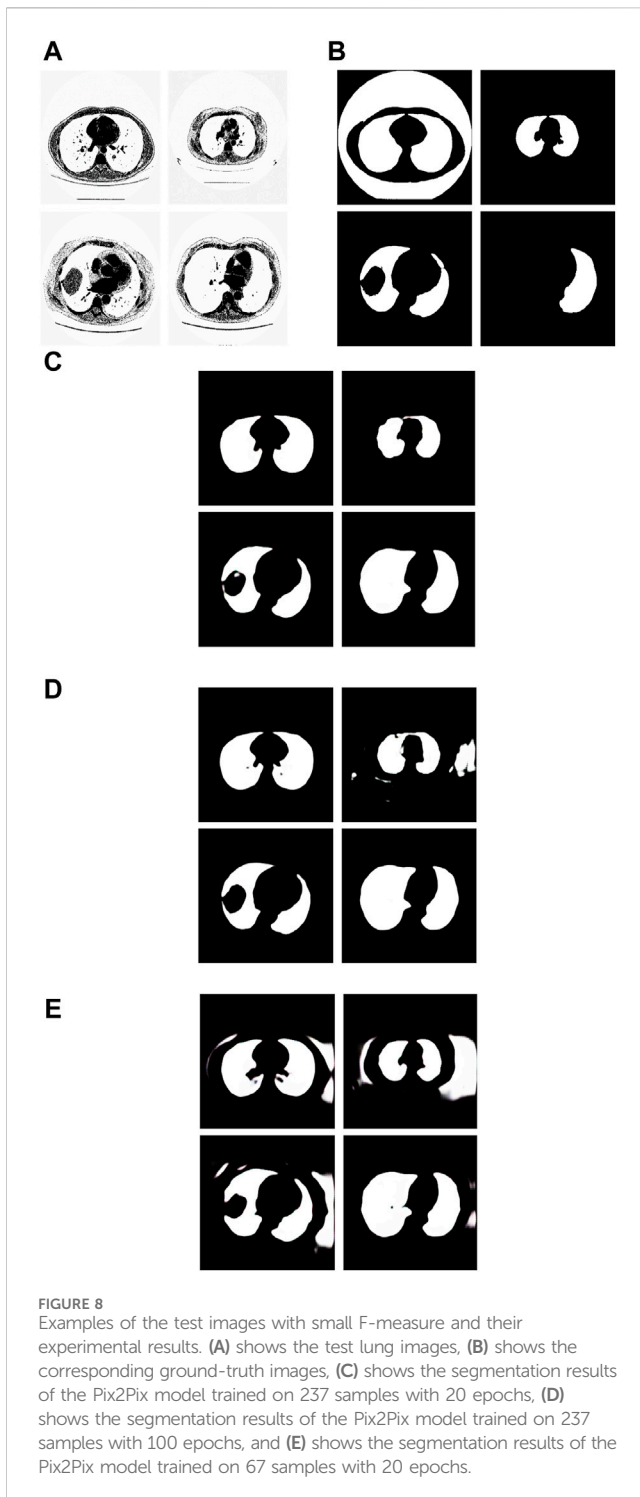 A
B
C
D
E
FIGURE 8
Examples of the test images with small F-measure and their
experimental results. (A) shows the test lung images, (B) shows the
corresponding ground-truth images, (C) shows the segmentation results
of the Pix2Pix model trained on 237 samples with 20 epochs, (D)
shows the segmentation results of the Pix2Pix model trained on 237
samples with 100 epochs, and (E) shows the segmentation results of the
Pix2Pix model trained on 67 samples with 20 epochs.